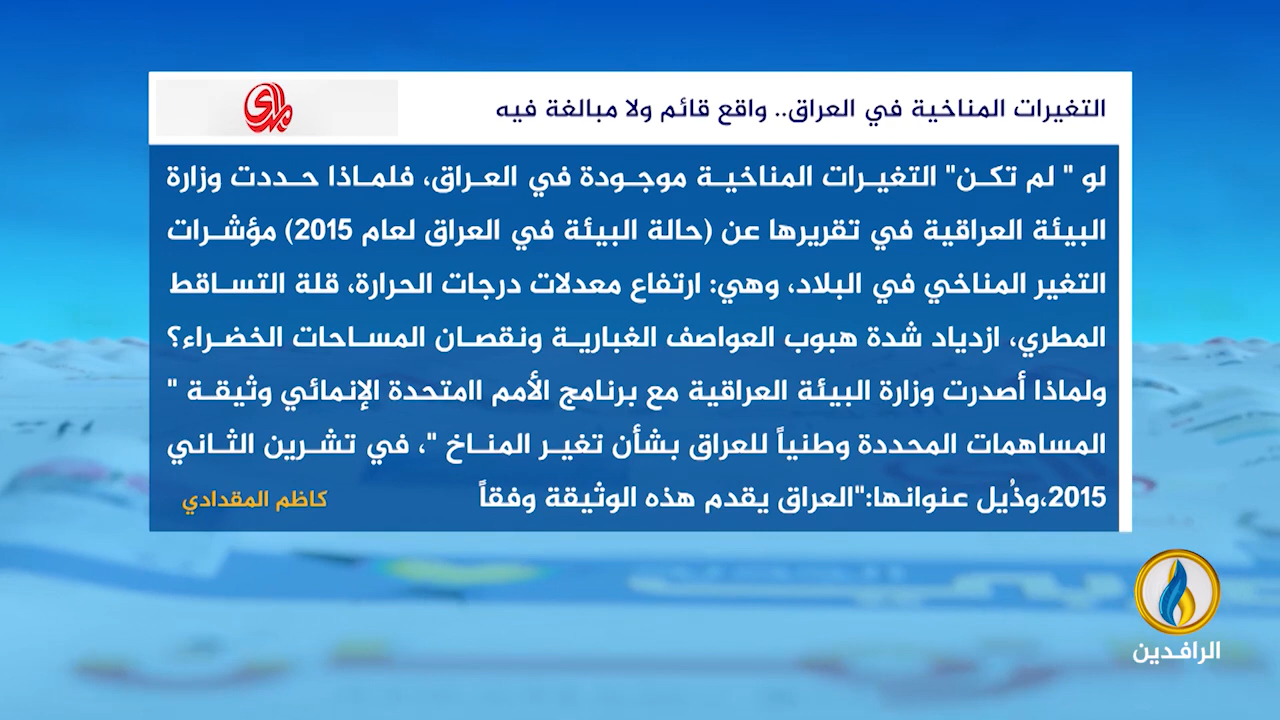 التغيرات المناخية في العراق.. واقع قائم ولا مبالغة فيه
لو " لم تكن" التغيرات المناخية موجودة في العراق، فلماذا حددت وزارة
البيئة العراقية في تقريرها عن (حالة البيئة في العراق لعام 2015) مؤشرات
التغير المناخي في البلاد، وهي: ارتفاع معدلات درجات الحرارة، قلة التساقط
المطري، ازدياد شدة هبوب العواصف الغبارية ونقصان المساحات الخضراء؟
ولماذا أصدرت وزارة البيئة العراقية مع برنامج الأمم اامتحدة الإنمائي وثيقة "
المساهمات المحددة وطنياً للعراق بشأن تغير المناخ "، في تشرين الثاني
2015،وذُيل عنوانها:"العراق يقدم هذه الوثيقة وفقاً
كاظم المقدادي
الرافدين